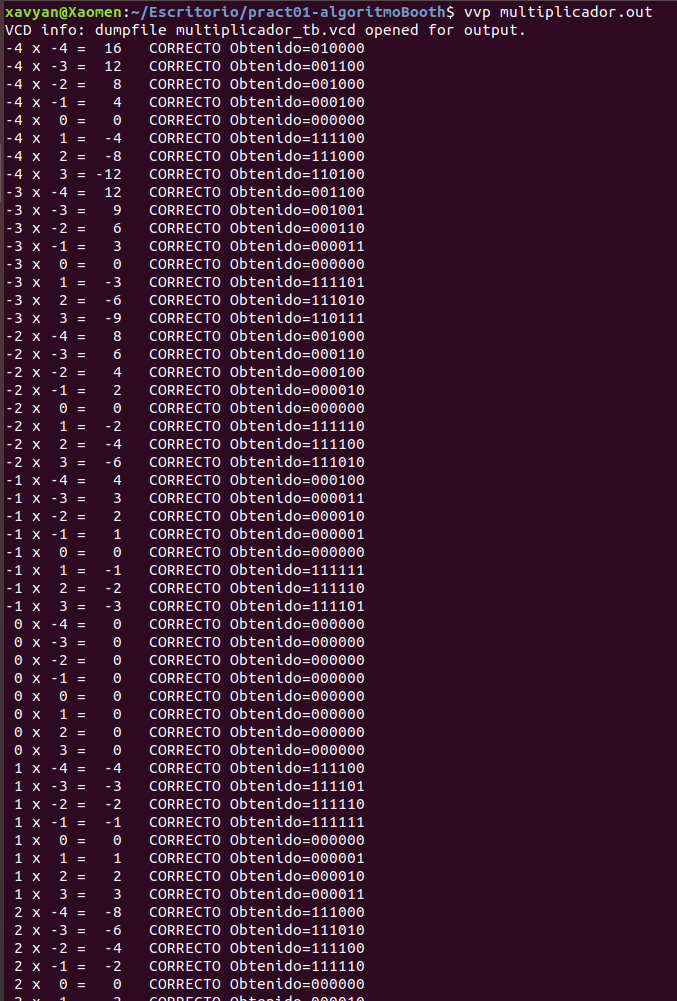 xavyan@Xaomen:~/Escritorio/pract01-algoritmoBooth$ vvp multiplicador.out
VCD info: dumpfile multiplicador_tb.vcd opened for output.
-4 x -4 =  16   CORRECTO Obtenido=010000
-4 x -3 =  12   CORRECTO Obtenido=001100
-4 x -2 =   8   CORRECTO Obtenido=001000
-4 x -1 =   4   CORRECTO Obtenido=000100
-4 x  0 =   0   CORRECTO Obtenido=000000
-4 x  1 =  -4   CORRECTO Obtenido=111100
-4 x  2 =  -8   CORRECTO Obtenido=111000
-4 x  3 = -12   CORRECTO Obtenido=110100
-3 x -4 =  12   CORRECTO Obtenido=001100
-3 x -3 =   9   CORRECTO Obtenido=001001
-3 x -2 =   6   CORRECTO Obtenido=000110
-3 x -1 =   3   CORRECTO Obtenido=000011
-3 x  0 =   0   CORRECTO Obtenido=000000
-3 x  1 =  -3   CORRECTO Obtenido=111101
-3 x  2 =  -6   CORRECTO Obtenido=111010
-3 x  3 =  -9   CORRECTO Obtenido=110111
-2 x -4 =   8   CORRECTO Obtenido=001000
-2 x -3 =   6   CORRECTO Obtenido=000110
-2 x -2 =   4   CORRECTO Obtenido=000100
-2 x -1 =   2   CORRECTO Obtenido=000010
-2 x  0 =   0   CORRECTO Obtenido=000000
-2 x  1 =  -2   CORRECTO Obtenido=111110
-2 x  2 =  -4   CORRECTO Obtenido=111100
-2 x  3 =  -6   CORRECTO Obtenido=111010
-1 x -4 =   4   CORRECTO Obtenido=000100
-1 x -3 =   3   CORRECTO Obtenido=000011
-1 x -2 =   2   CORRECTO Obtenido=000010
-1 x -1 =   1   CORRECTO Obtenido=000001
-1 x  0 =   0   CORRECTO Obtenido=000000
-1 x  1 =  -1   CORRECTO Obtenido=111111
-1 x  2 =  -2   CORRECTO Obtenido=111110
-1 x  3 =  -3   CORRECTO Obtenido=111101
 0 x -4 =   0   CORRECTO Obtenido=000000
 0 x -3 =   0   CORRECTO Obtenido=000000
 0 x -2 =   0   CORRECTO Obtenido=000000
 0 x -1 =   0   CORRECTO Obtenido=000000
 0 x  0 =   0   CORRECTO Obtenido=000000
 0 x  1 =   0   CORRECTO Obtenido=000000
 0 x  2 =   0   CORRECTO Obtenido=000000
 0 x  3 =   0   CORRECTO Obtenido=000000
 1 x -4 =  -4   CORRECTO Obtenido=111100
 1 x -3 =  -3   CORRECTO Obtenido=111101
 1 x -2 =  -2   CORRECTO Obtenido=111110
 1 x -1 =  -1   CORRECTO Obtenido=111111
 1 x  0 =   0   CORRECTO Obtenido=000000
 1 x  1 =   1   CORRECTO Obtenido=000001
 1 x  2 =   2   CORRECTO Obtenido=000010
 1 x  3 =   3   CORRECTO Obtenido=000011
 2 x -4 =  -8   CORRECTO Obtenido=111000
 2 x -3 =  -6   CORRECTO Obtenido=111010
 2 x -2 =  -4   CORRECTO Obtenido=111100
 2 x -1 =  -2   CORRECTO Obtenido=111110
 2 x  0 =   0   CORRECTO Obtenido=000000